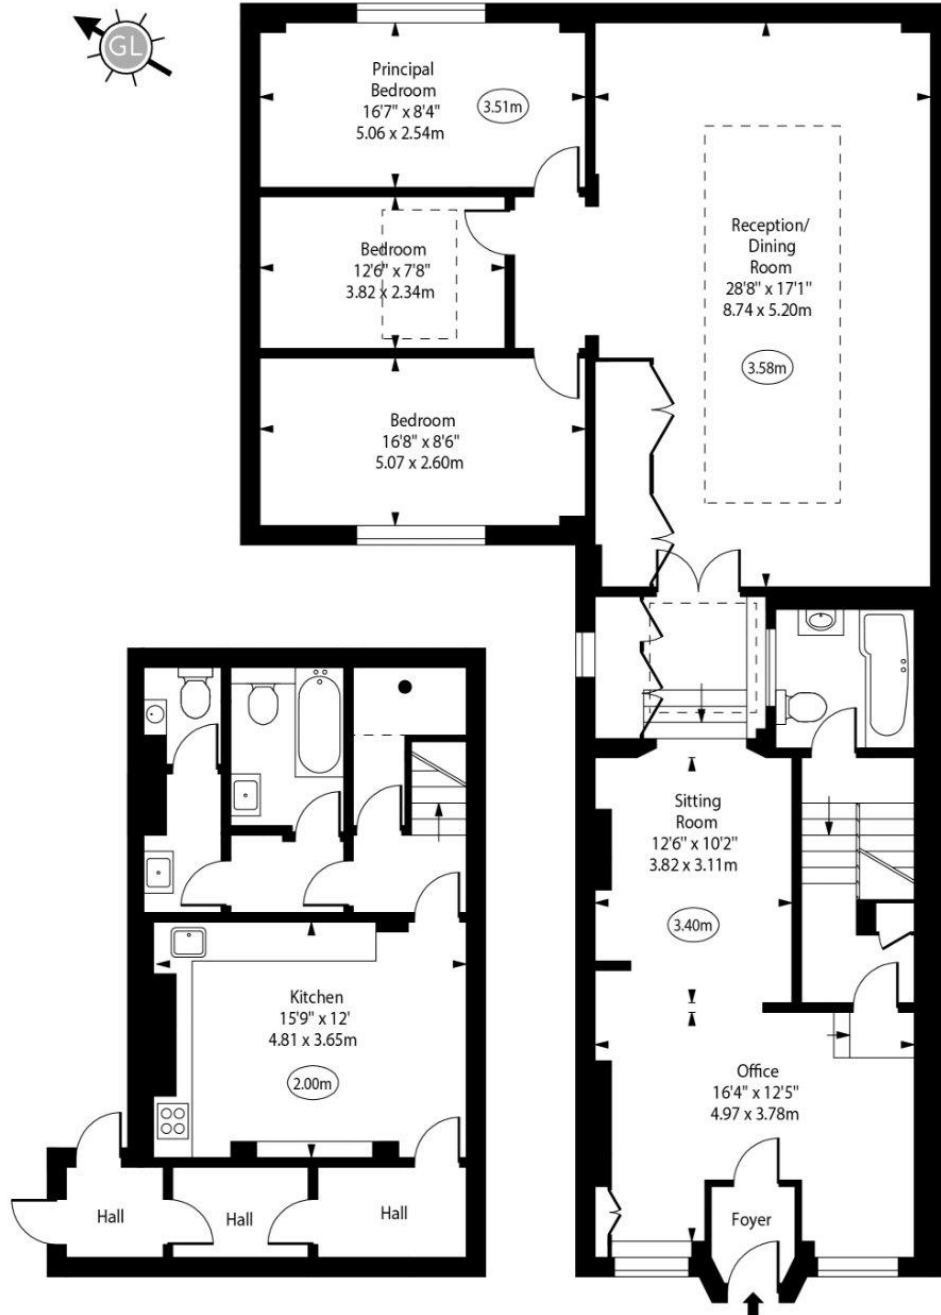 GL
Principal
Bedroom
16'7" x 8'4"
5.06 x 2.54m
3.51m
Bedroom
12'6" x 7'8"
3.82 x 2.34m
Reception/
Dining
Room
28'8" x 17'1"
8.74 x 5.20m
3.58m
Bedroom
16'8" x 8'6"
5.07 x 2.60m
Sitting
Room
12'6" x 10'2"
3.82 x 3.11m
3.40m
Kitchen
15'9" x 12'
4.81 x 3.65m
2.00m
Office
16'4" x 12'5"
4.97 x 3.78m
Hall
Hall
Hall
Foyer